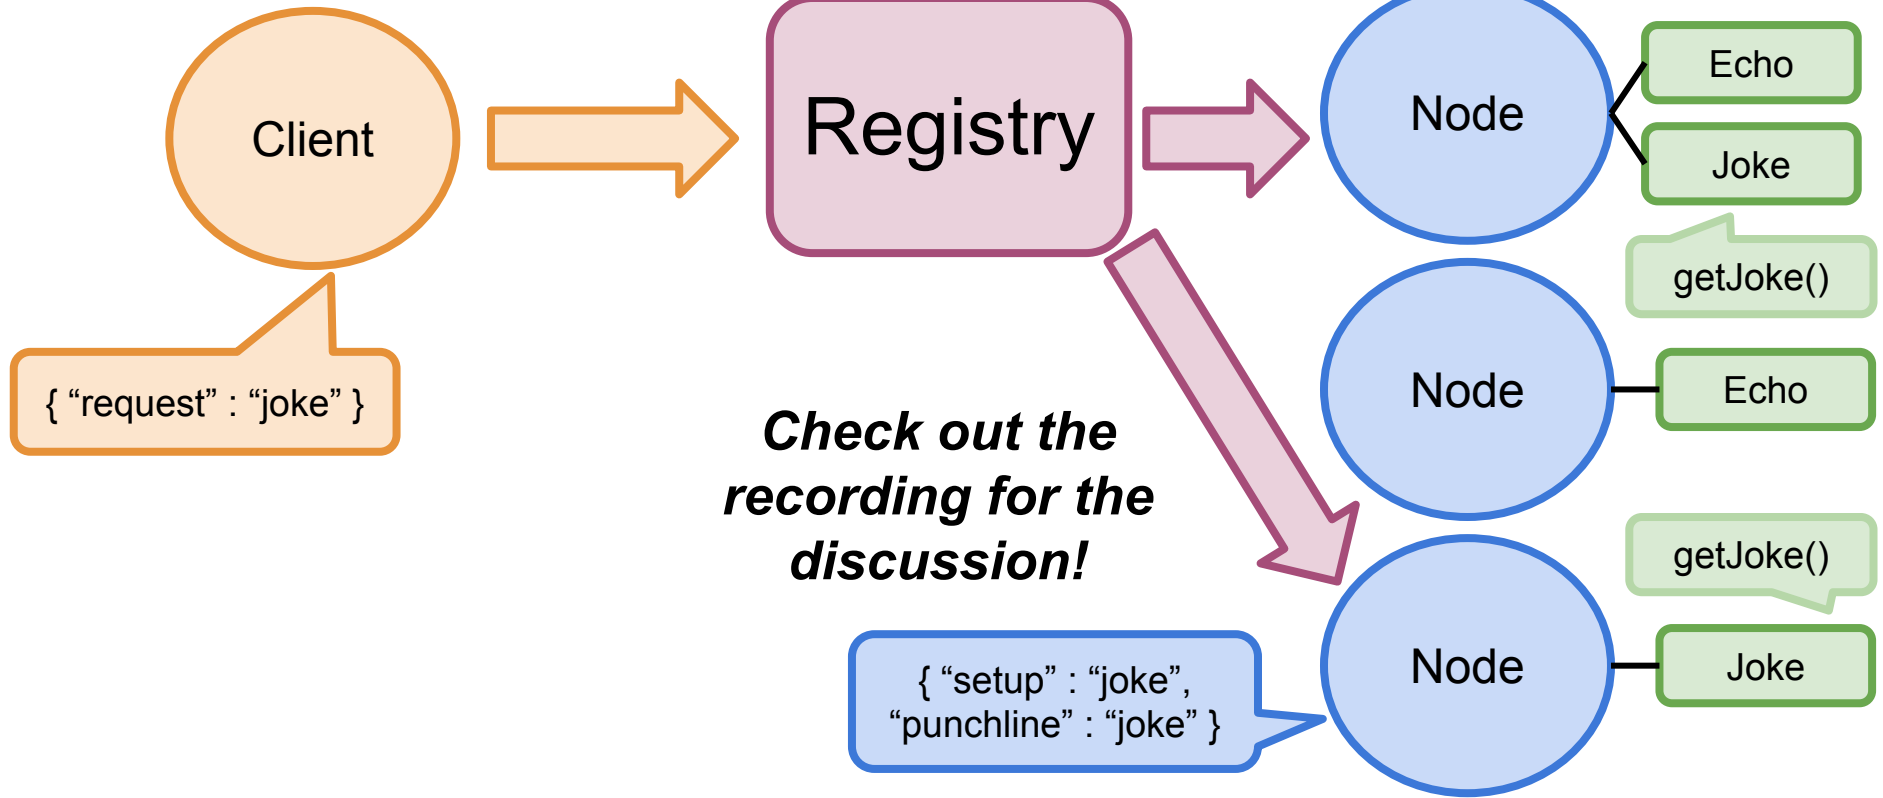 Client
{ “request” : “joke” }
Registry
Check out the
recording for the
discussion!
Node
Echo
Joke
getJoke()
Node
Echo
Node
getJoke()
Joke
{ “setup” : “joke”,
“punchline” : “joke” }